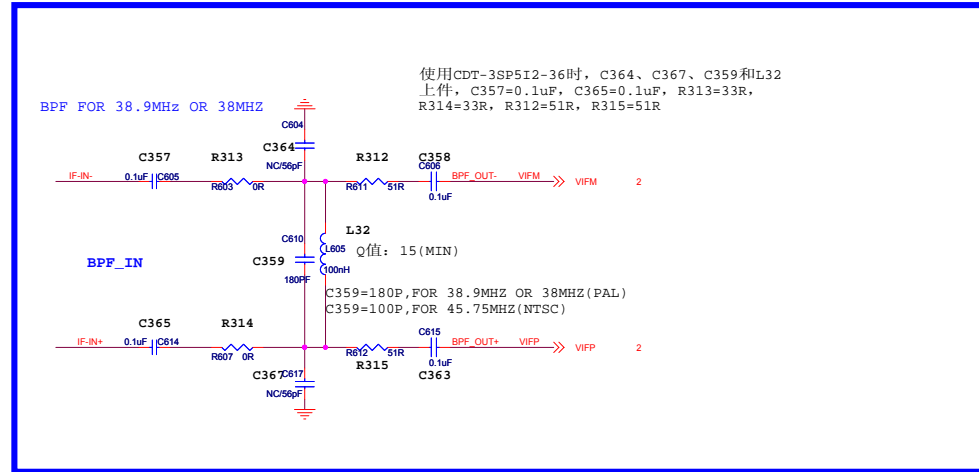 使用CDT-3SP5I2-36时，C364、C367、C359和L32
上件，C357=0.1uF，C365=0.1uF，R313=33R，
R314=33R，R312=51R，R315=51R
BPF FOR 38.9MHz OR 38MHZ
C604
C364
NC/56pF
C357
R313
R312
C358
C606
IF-IN-
0.1uF
C605
R603
0R
R611
51R
0.1uF
BPF_OUT-
VIFM
VIFM
2
L32
C610
L605
Q值：15(MIN)
BPF_IN
C359
100nH
180PF
C359=180P,FOR 38.9MHZ OR 38MHZ(PAL)
C359=100P,FOR 45.75MHZ(NTSC)
C365
R314
C615
IF-IN+
0.1uF
C614
R607
0R
R612
51R
0.1uF
BPF_OUT+
VIFP
VIFP
2
R315
C363
C367
C617
NC/56pF